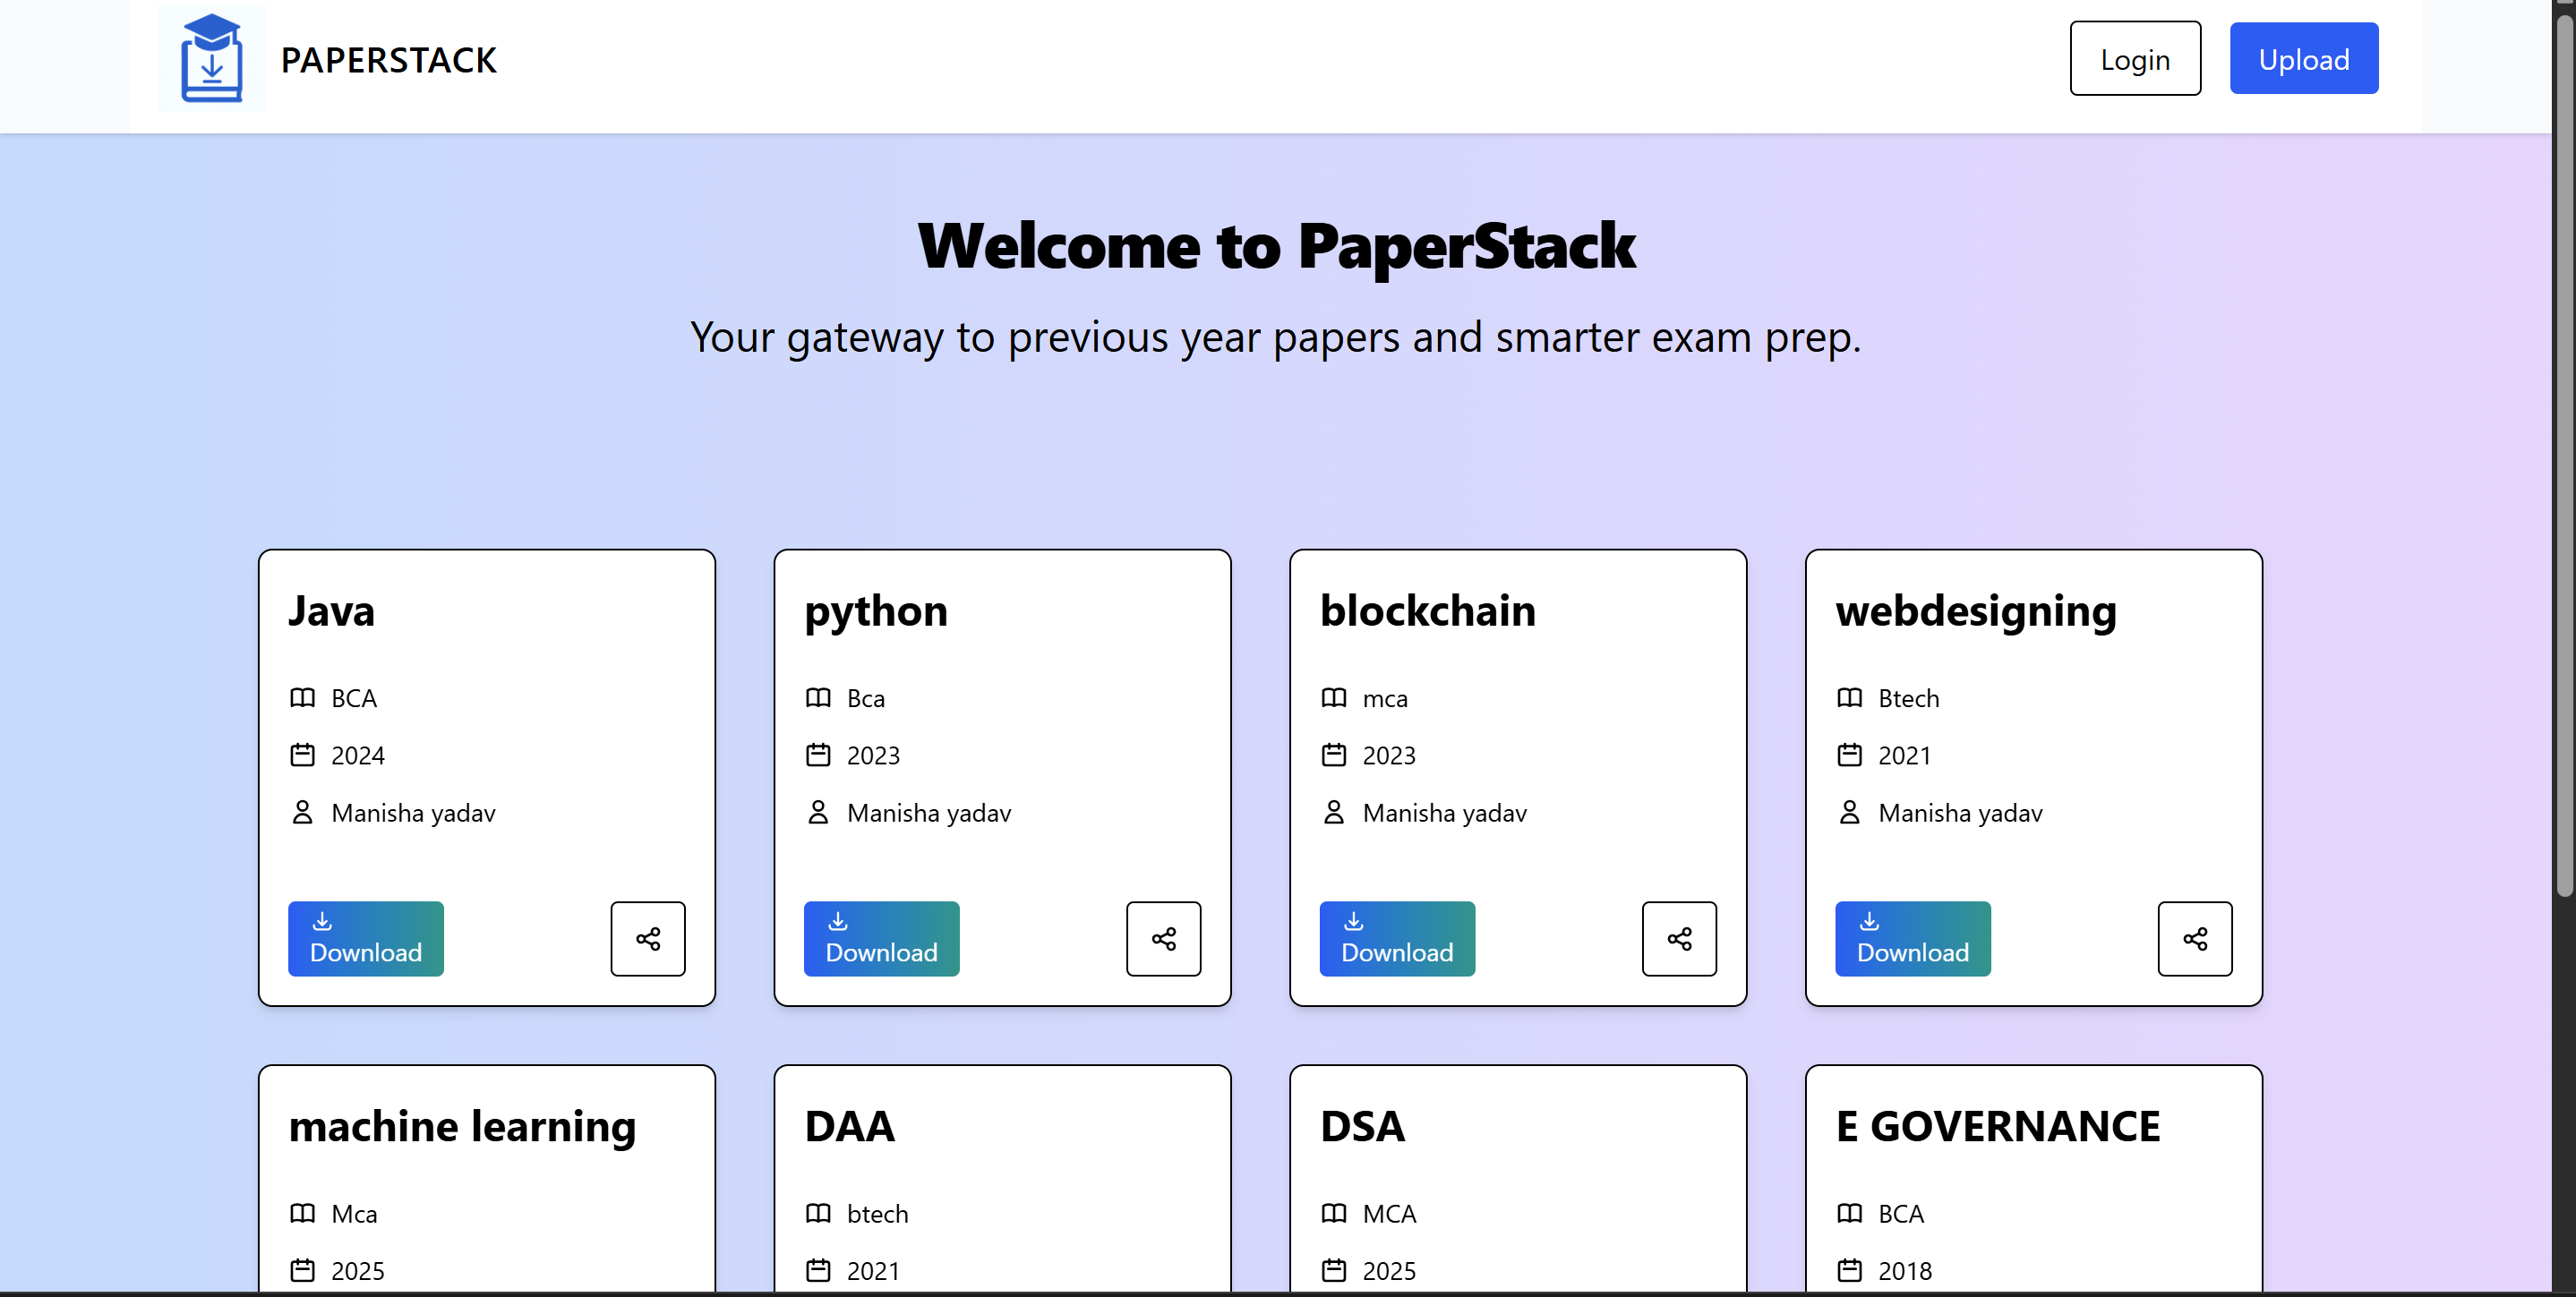 PAPERSTACK
Login
Upload
Welcome to PaperStack
Your gateway to previous year papers and smarter exam prep.
Java
BCA
2024
Manisha yadav
Download
python
Bca
2023
Manisha yadav
Download
blockchain
mca
2023
Manisha yadav
Download
webdesigning
Btech
2021
Manisha yadav
Download
machine learning
Mca
2025
DAA
btech
2021
DSA
MCA
2025
E GOVERNANCE
BCA
2018